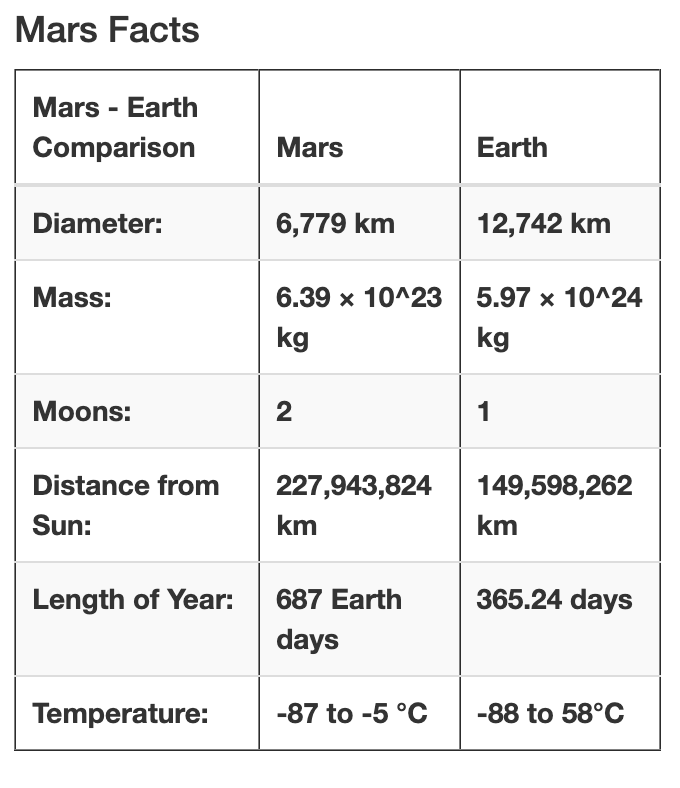 Mars Facts
Mars - Earth
Comparison
Mars
Earth
Diameter:
6,779 km
12,742 km
Mass:
6.39 × 10^23
kg
5.97 × 10^24
kg
Moons:
2
1
Distance from
Sun:
227,943,824
km
149,598,262
km
Length of Year:
687 Earth
days
365.24 days
Temperature:
-87 to -5 °C
-88 to 58°C